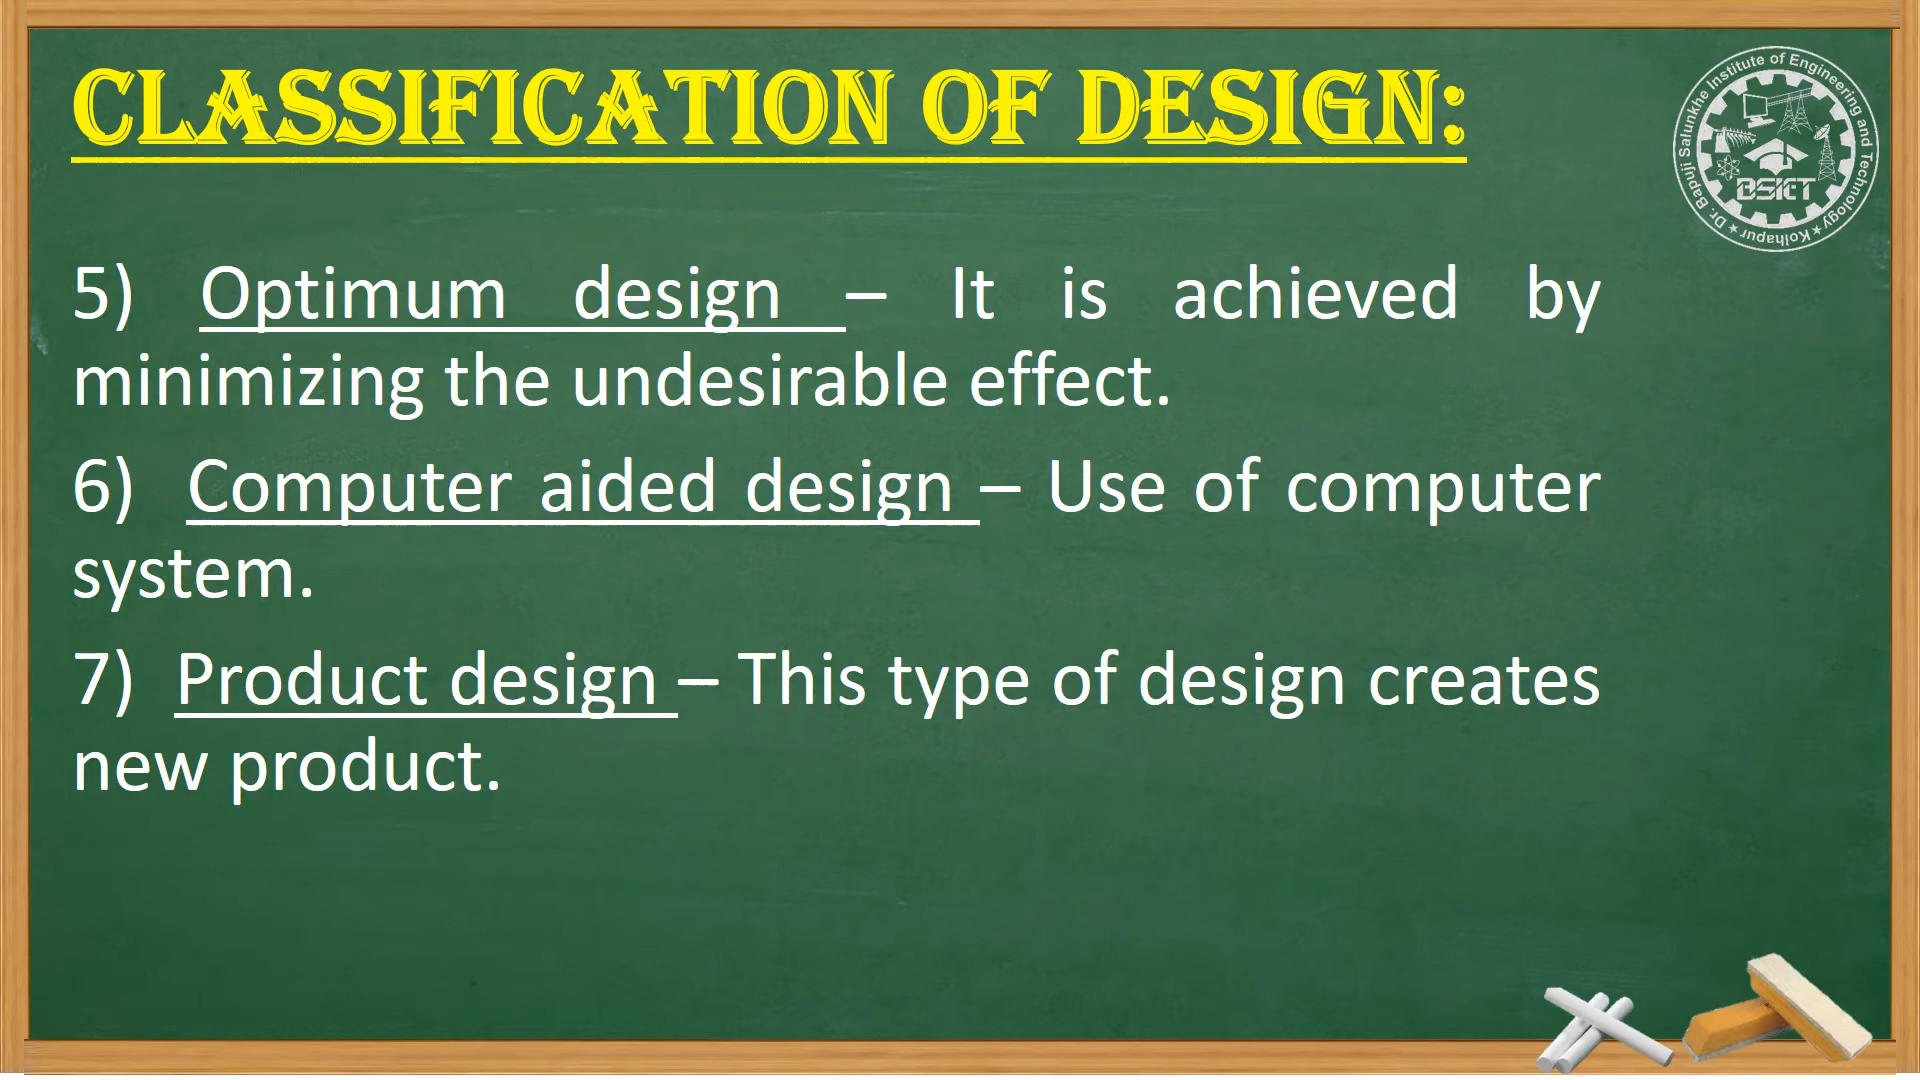 CLASSIFICATION OF DESIGN:
Dr. Bapuji Salunkhe Institute of Engineering and Technology
★ Kolhapur ★
BSIET
5) Optimum design – It is achieved by
minimizing the undesirable effect.
6) Computer aided design – Use of computer
system.
7) Product design – This type of design creates
new product.